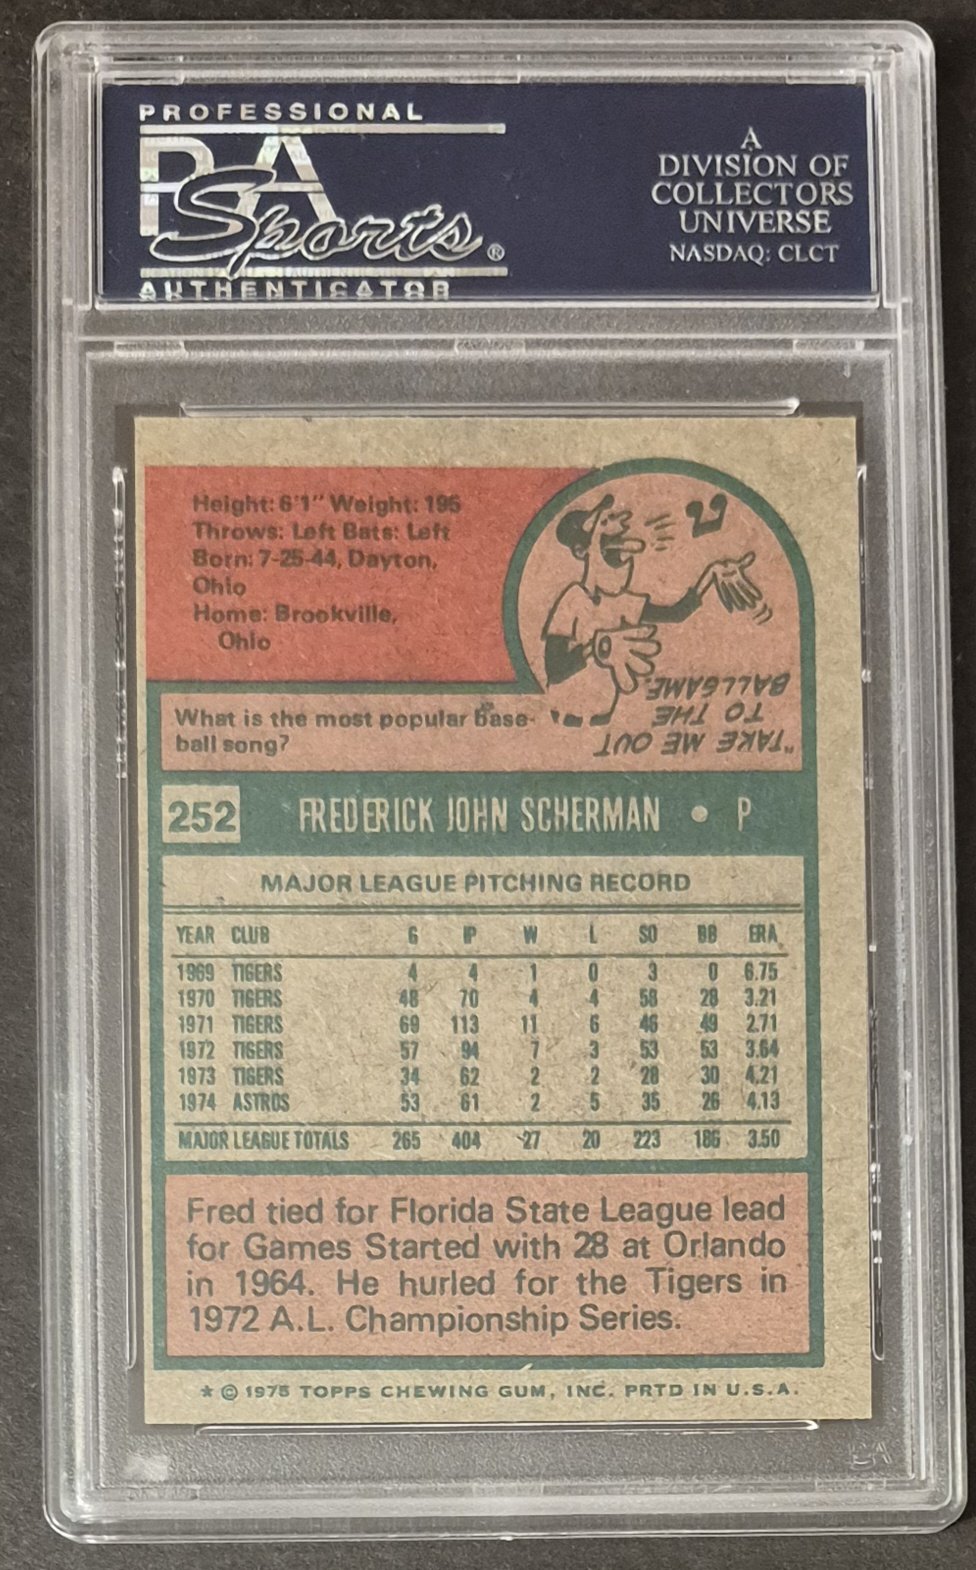 PROFESSIONAL
PSA
Sports®
AUTHENTICATOR
A
DIVISION OF
COLLECTORS
UNIVERSE
NASDAQ: CLCT
Height: 6'1" Weight: 195
Throws: Left Bats: Left
Born: 7-25-44, Dayton,
Ohio
Home: Brookville,
Ohio
What is the most popular base-
ball song?
"TAKE ME OUT
TO THE
BALLGAME."
252 FREDERICK JOHN SCHERMAN • P
MAJOR LEAGUE PITCHING RECORD
YEAR CLUB G IP W L SO BB ERA
1969 TIGERS 4 4 1 0 3 0 6.75
1970 TIGERS 48 70 4 4 58 28 3.21
1971 TIGERS 69 113 11 6 46 49 2.71
1972 TIGERS 57 94 7 3 53 53 3.64
1973 TIGERS 34 62 2 2 28 30 4.21
1974 ASTROS 53 61 2 5 35 26 4.13
MAJOR LEAGUE TOTALS 265 404 27 20 223 186 3.50
Fred tied for Florida State League lead
for Games Started with 28 at Orlando
in 1964. He hurled for the Tigers in
1972 A.L. Championship Series.
★ © 1975 TOPPS CHEWING GUM, INC. PRTD IN U.S.A.
PSA